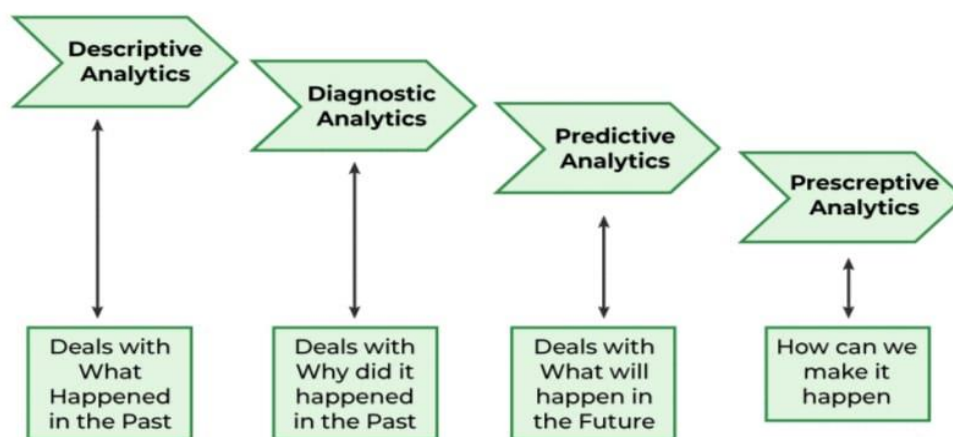 Descriptive
Analytics
Diagnostic
Analytics
Predictive
Analytics
Prescreptive
Analytics
Deals with
What
Happened
in the Past
Deals with
Why did it
happened
in the Past
Deals with
What will
happen in
the Future
How can we
make it
happen